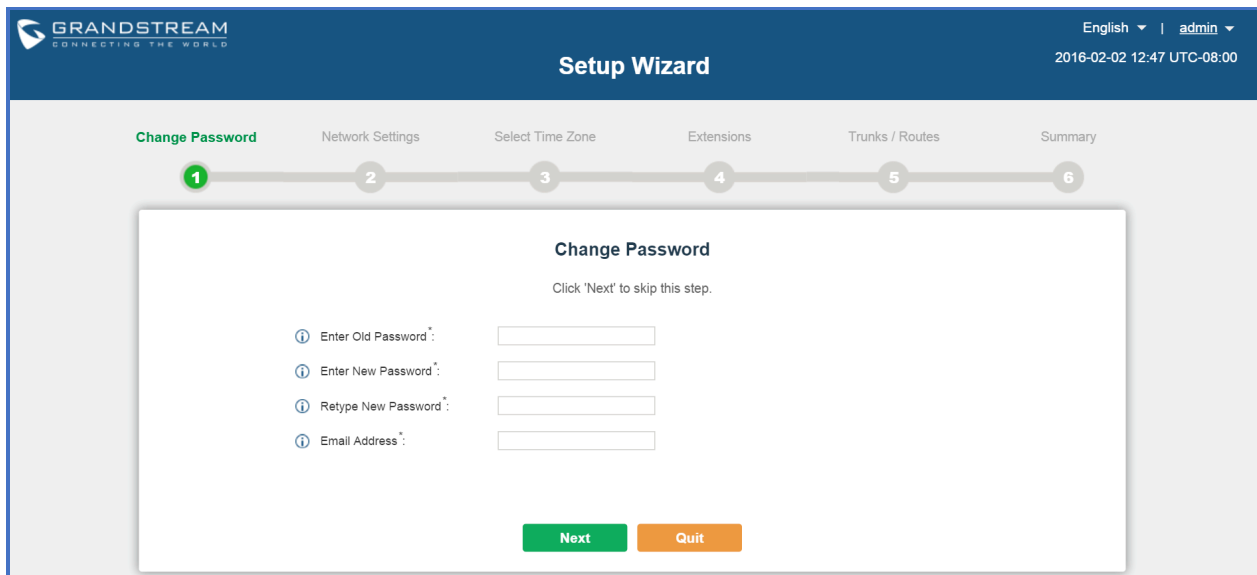 GRANDSTREAM
CONNECTING THE WORLD
English | admin
2016-02-02 12:47 UTC-08:00
Setup Wizard
Change Password Network Settings Select Time Zone Extensions Trunks / Routes Summary
1 2 3 4 5 6
Change Password
Click 'Next' to skip this step.
Enter Old Password*:
Enter New Password*:
Retype New Password*:
Email Address*:
Next Quit